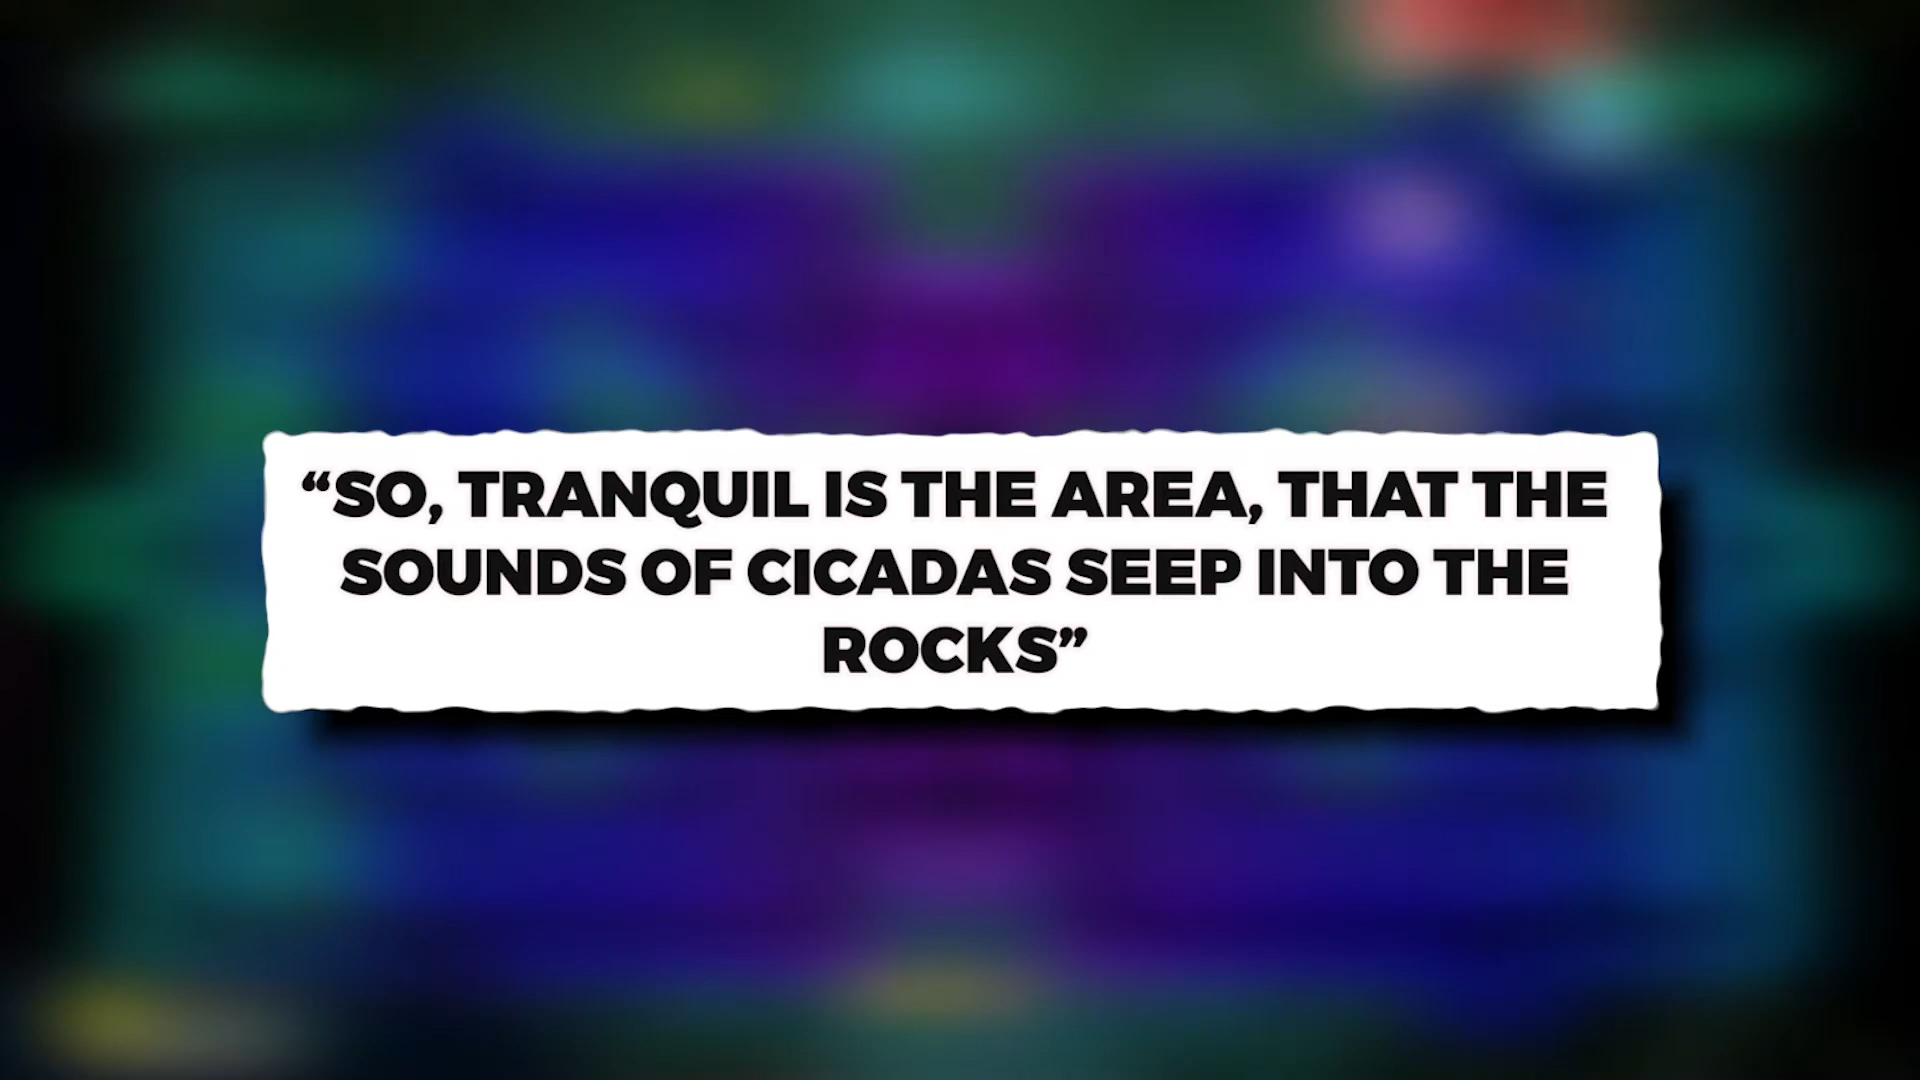 “SO, TRANQUIL IS THE AREA, THAT THE
SOUNDS OF CICADAS SEEP INTO THE
ROCKS”